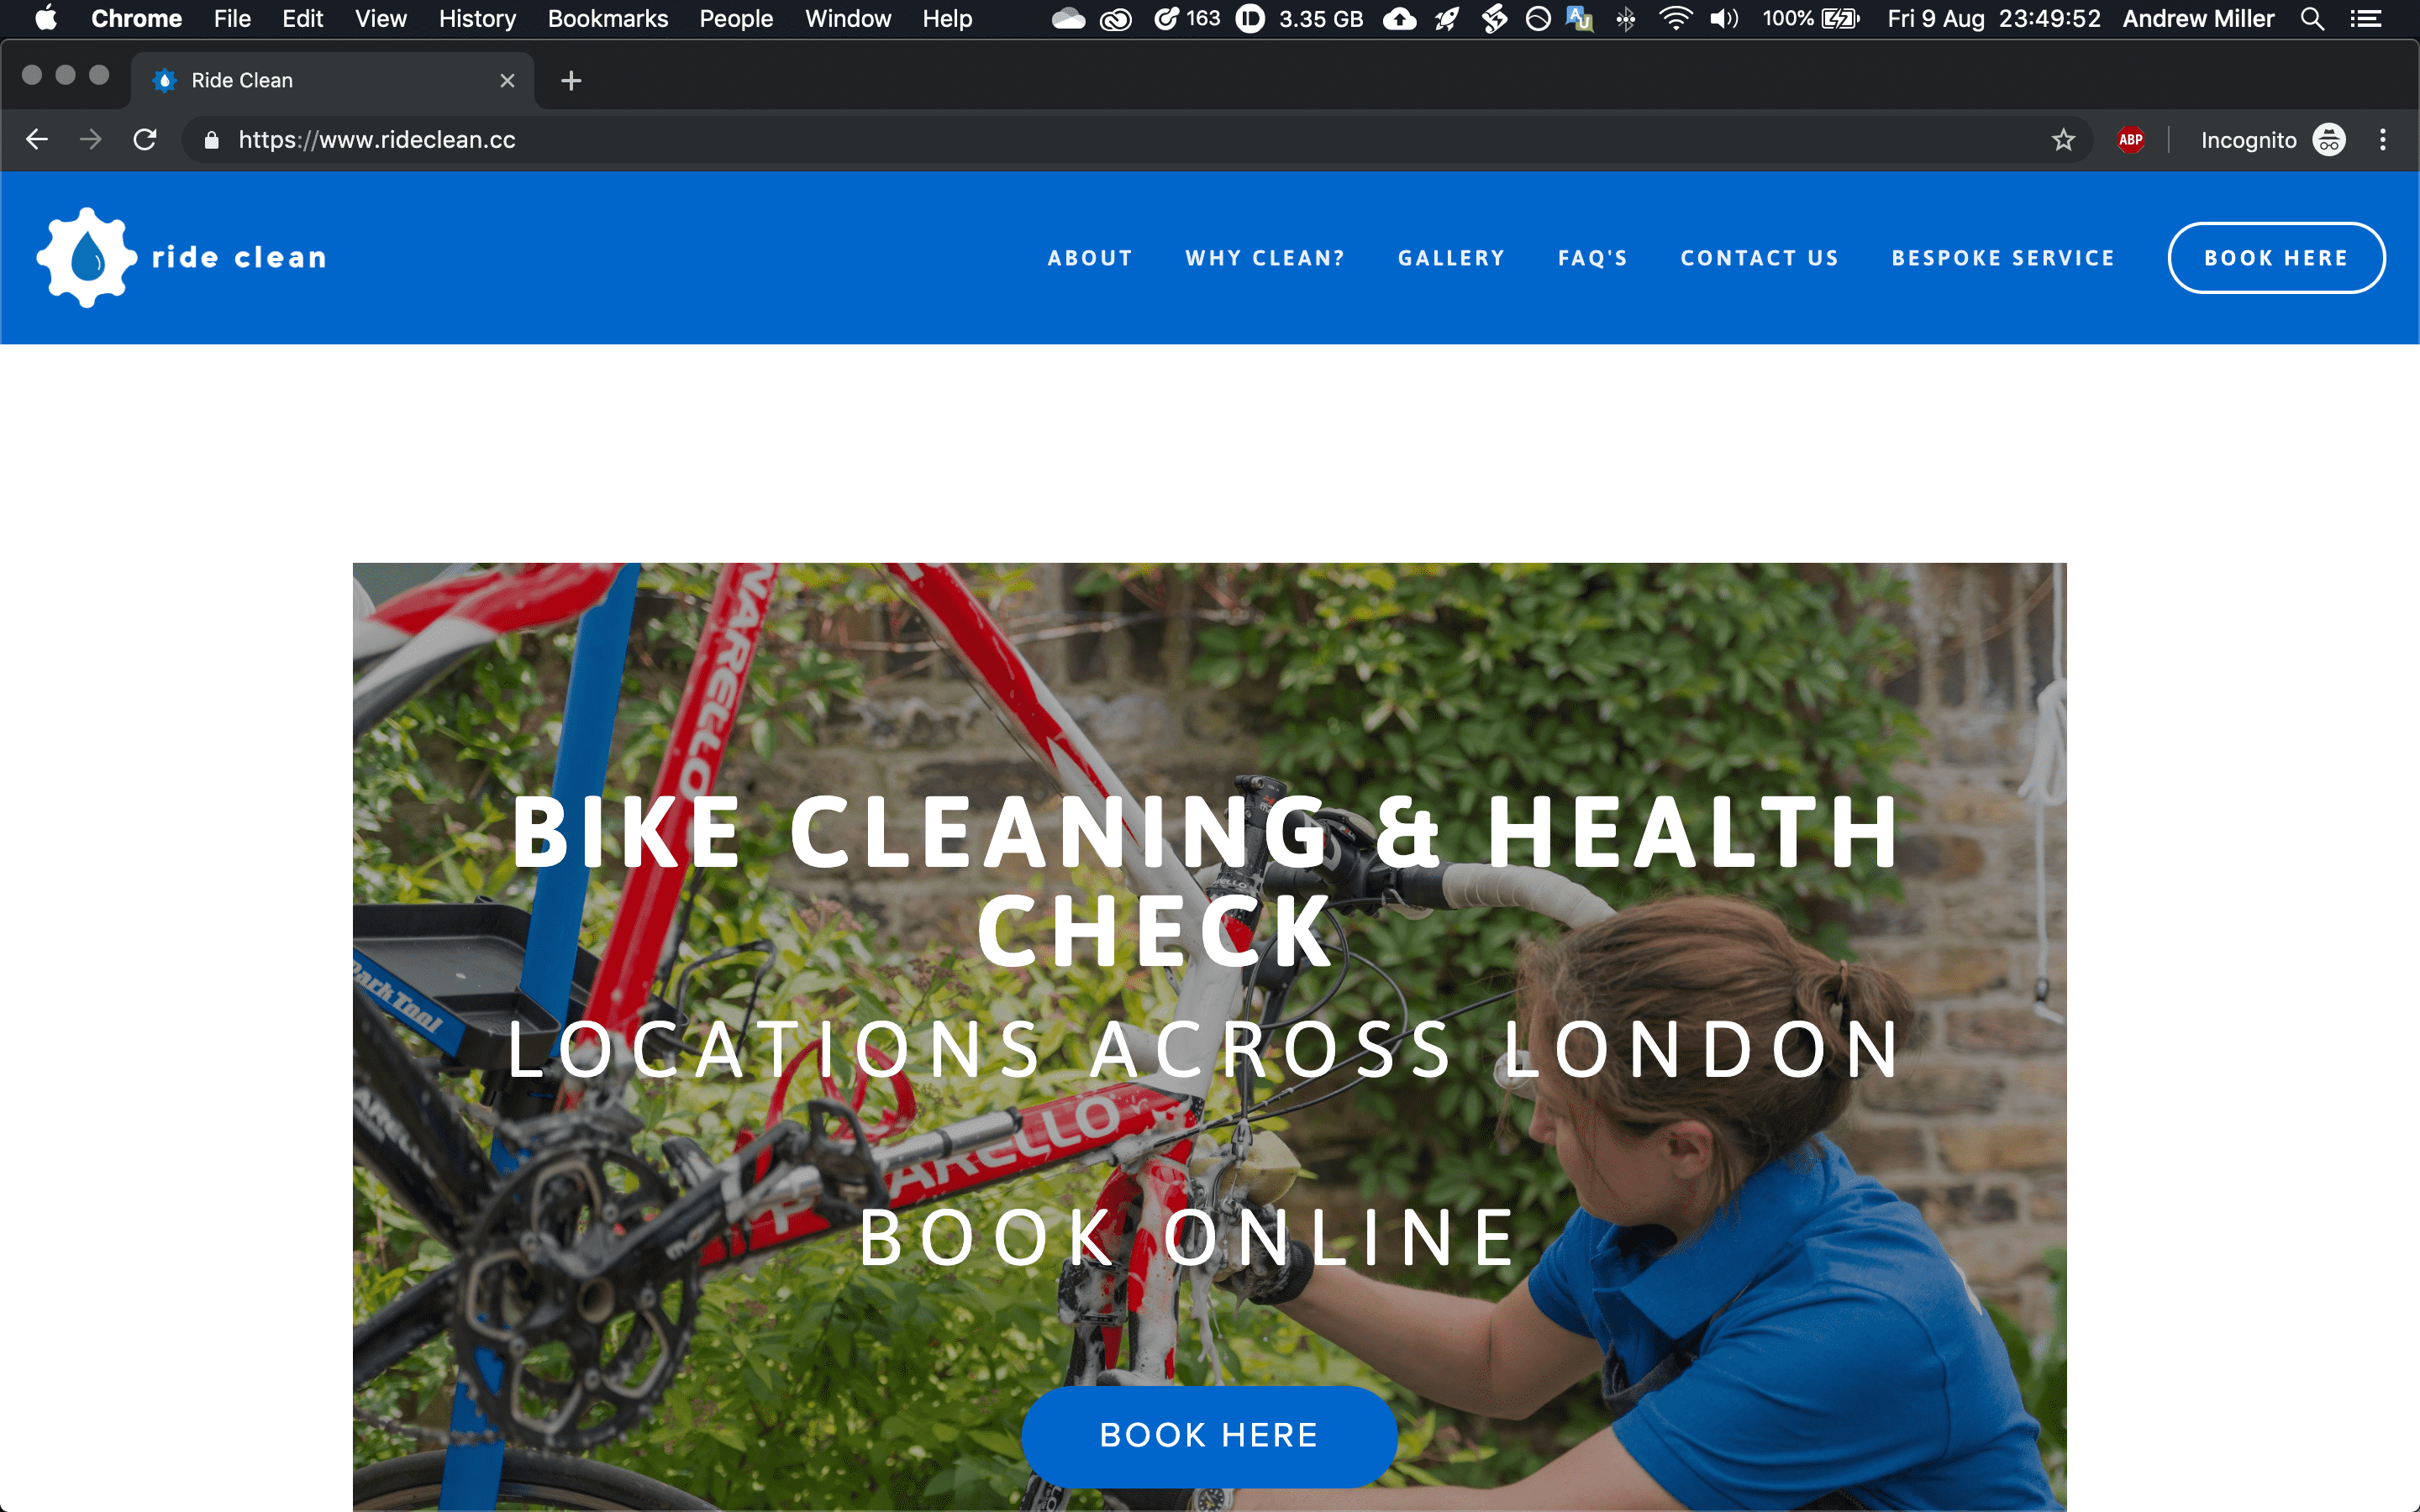 Chrome File Edit View History Bookmarks People Window Help 163 3.35 GB 100% Fri 9 Aug 23:49:52 Andrew Miller
Ride Clean
https://www.rideclean.cc ABP Incognito
ride clean ABOUT WHY CLEAN? GALLERY FAQ'S CONTACT US BESPOKE SERVICE BOOK HERE
BIKE CLEANING & HEALTH
CHECK
LOCATIONS ACROSS LONDON
BOOK ONLINE
BOOK HERE
ParkTool